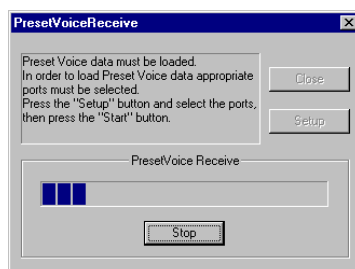 PresetVoiceReceive
Preset Voice data must be loaded.
In order to load Preset Voice data appropriate
ports must be selected.
Press the "Setup" button and select the ports,
then press the "Start" button.
Close
Setup
PresetVoice Receive
Stop